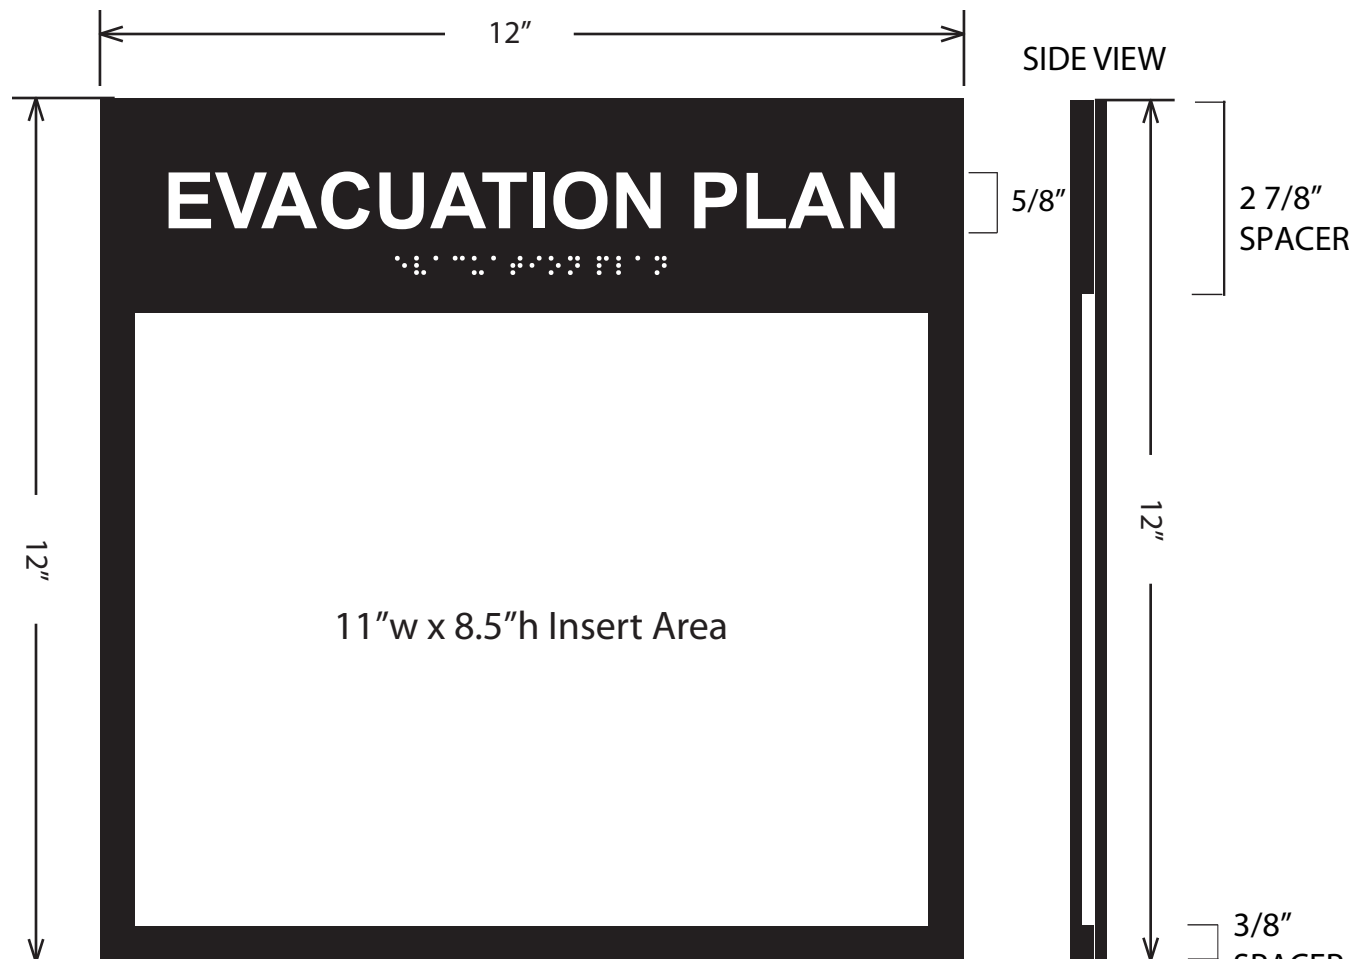 12”
SIDE VIEW
EVACUATION PLAN
5/8”
2 7/8”
SPACER
⠑⠧⠁⠉⠥⠁⠞⠊⠕⠝ ⠏⠇⠁⠝
12”
12”
11”w x 8.5”h Insert Area
3/8”
SPACER